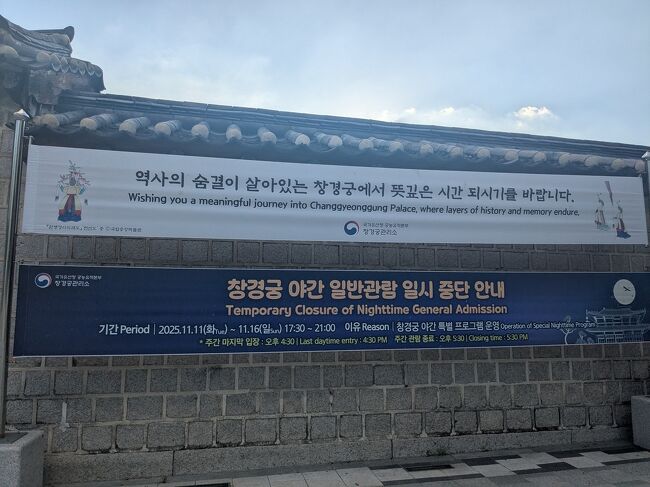 역사의 숨결이 살아있는 창경궁에서 뜻깊은 시간 되시기를 바랍니다.
Wishing you a meaningful journey into Changgyeonggung Palace, where layers of history and memory endure.
국가유산청 궁능유적본부
창경궁관리소
국가유산청 궁능유적본부
창경궁관리소
창경궁 야간 일반관람 일시 중단 안내
Temporary Closure of Nighttime General Admission
기간 Period | 2025.11.11(화Tue) ~ 11.16(일Sun) 17:30 ~ 21:00 이유 Reason | 창경궁 야간 특별 프로그램 운영 Operation of Special Nighttime Program
* 주간 마지막 입장 : 오후 4:30 | Last daytime entry : 4:30 PM 주간 관람 종료 : 오후 5:30 | Closing time : 5:30 PM